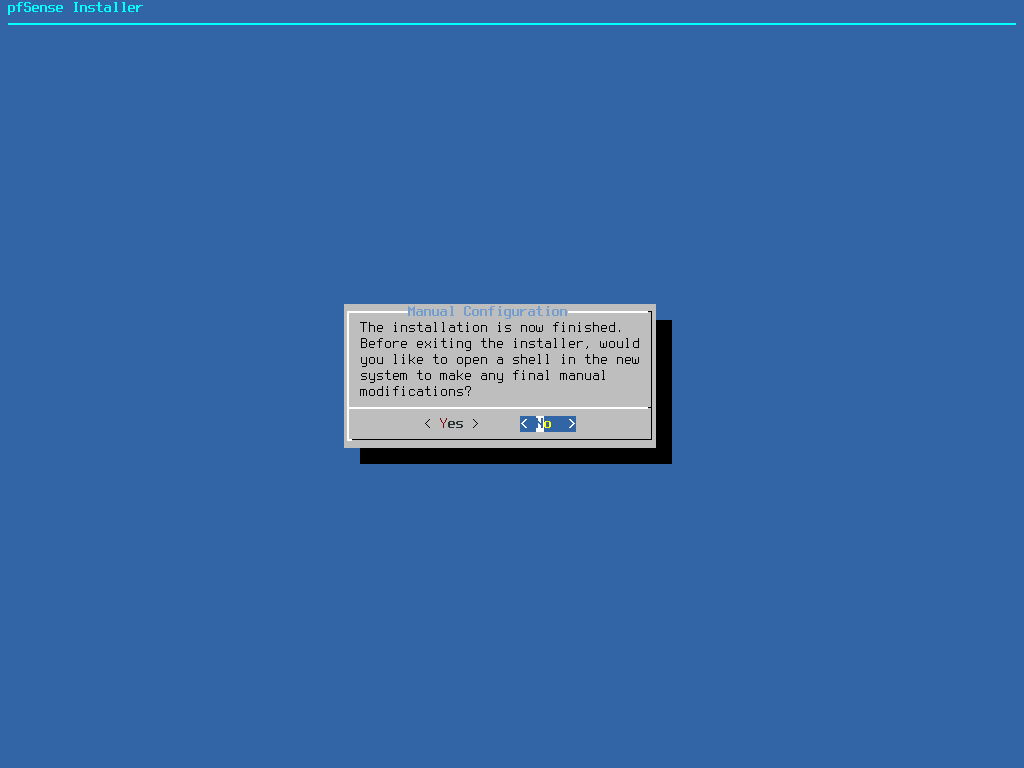 pfSense Installer
Manual Configuration
The installation is now finished.
Before exiting the installer, would
you like to open a shell in the new
system to make any final manual
modifications?
< Yes > < No >